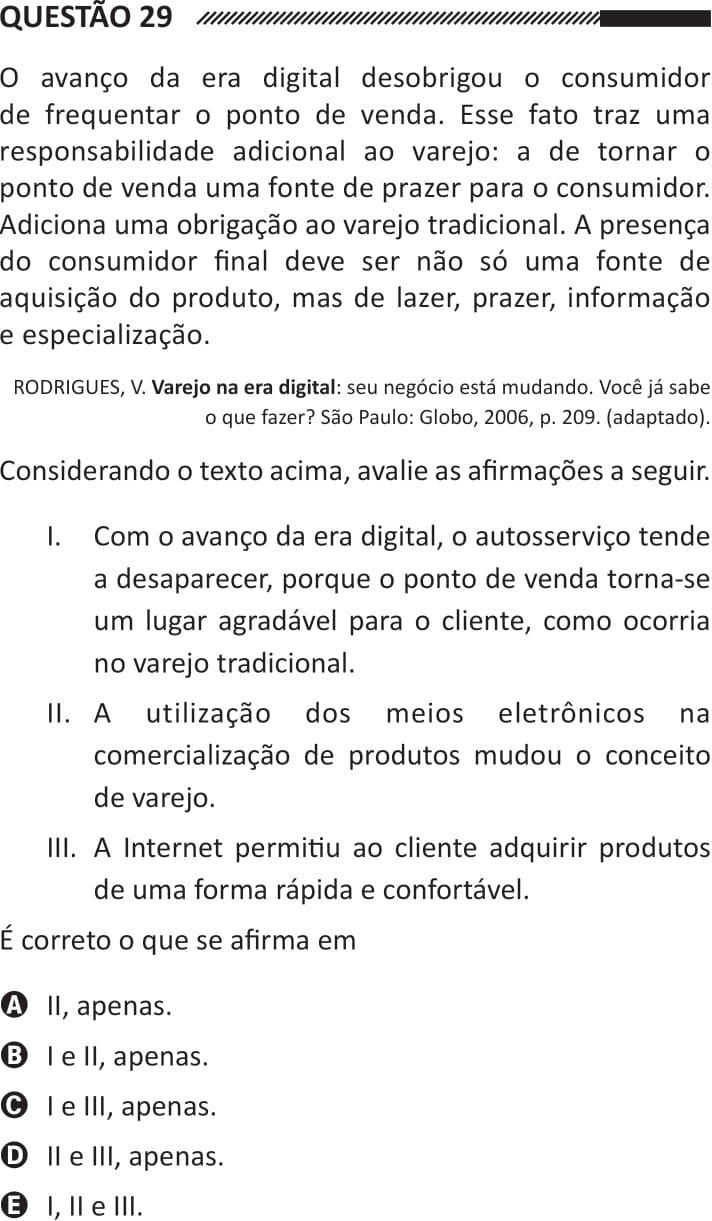 QUESTÃO 29
O avanço da era digital desobrigou o consumidor
de frequentar o ponto de venda. Esse fato traz uma
responsabilidade adicional ao varejo: a de tornar o
ponto de venda uma fonte de prazer para o consumidor.
Adiciona uma obrigação ao varejo tradicional. A presença
do consumidor final deve ser não só uma fonte de
aquisição do produto, mas de lazer, prazer, informação
e especialização.
RODRIGUES, V. Varejo na era digital: seu negócio está mudando. Você já sabe
o que fazer? São Paulo: Globo, 2006, p. 209. (adaptado).
Considerando o texto acima, avalie as afirmações a seguir.
I. Com o avanço da era digital, o autosserviço tende
a desaparecer, porque o ponto de venda torna-se
um lugar agradável para o cliente, como ocorria
no varejo tradicional.
II. A utilização dos meios eletrônicos na
comercialização de produtos mudou o conceito
de varejo.
III. A Internet permitiu ao cliente adquirir produtos
de uma forma rápida e confortável.
É correto o que se afirma em
A II, apenas.
B I e II, apenas.
C I e III, apenas.
D II e III, apenas.
E I, II e III.